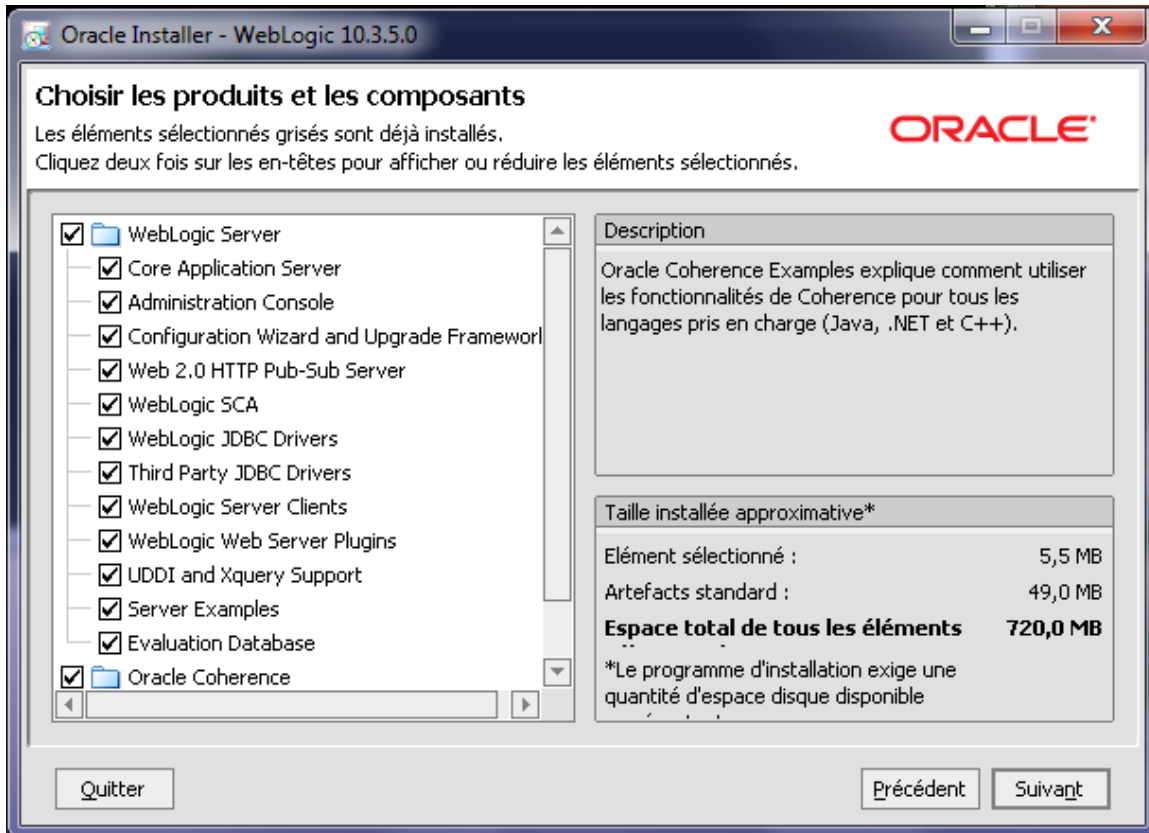 Oracle Installer - WebLogic 10.3.5.0
Choisir les produits et les composants
Les éléments sélectionnés grisés sont déjà installés.
Cliquez deux fois sur les en-têtes pour afficher ou réduire les éléments sélectionnés.
ORACLE
WebLogic Server
Core Application Server
Administration Console
Configuration Wizard and Upgrade Framework
Web 2.0 HTTP Pub-Sub Server
WebLogic SCA
WebLogic JDBC Drivers
Third Party JDBC Drivers
WebLogic Server Clients
WebLogic Web Server Plugins
UDDI and Xquery Support
Server Examples
Evaluation Database
Oracle Coherence
Description
Oracle Coherence Examples explique comment utiliser
les fonctionnalités de Coherence pour tous les
langages pris en charge (Java, .NET et C++).
Taille installée approximative*
Elément sélectionné : 5,5 MB
Artefacts standard : 49,0 MB
Espace total de tous les éléments 720,0 MB
*Le programme d'installation exige une
quantité d'espace disque disponible
Quitter
Précédent
Suivant